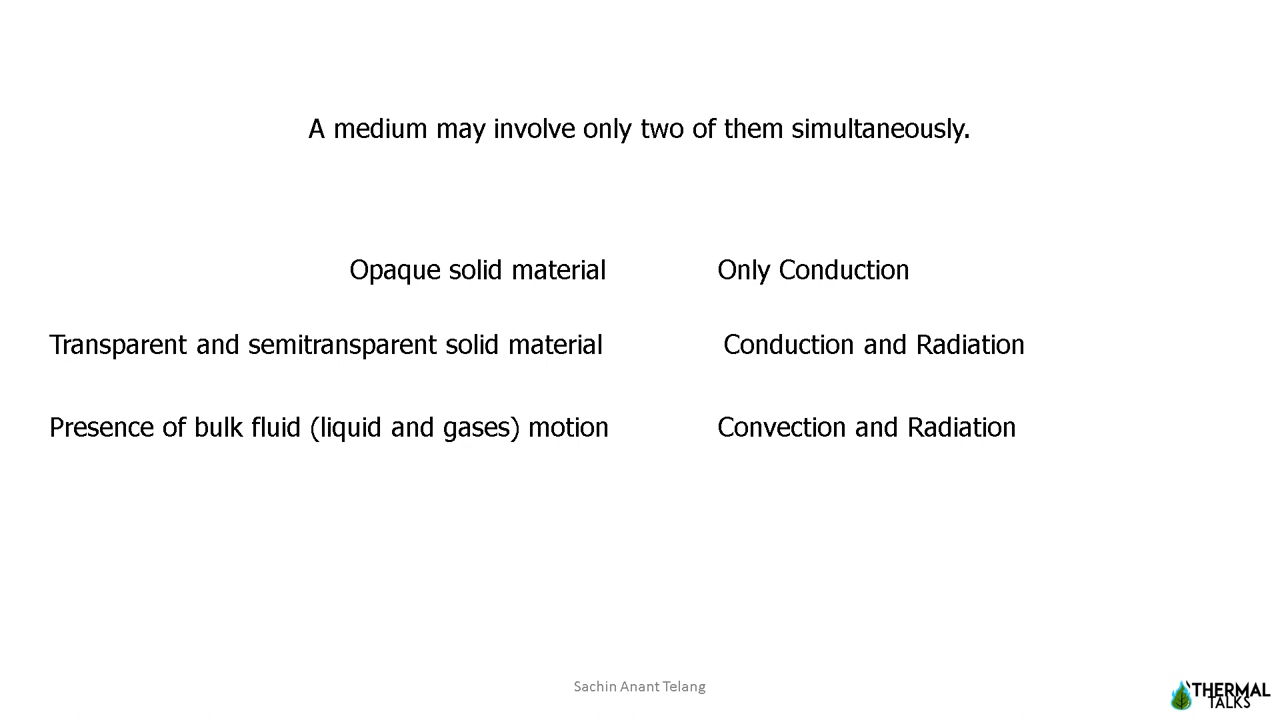 A medium may involve only two of them simultaneously.
Opaque solid material Only Conduction
Transparent and semitransparent solid material Conduction and Radiation
Presence of bulk fluid (liquid and gases) motion Convection and Radiation
Sachin Anant Telang
THERMAL
TALKS